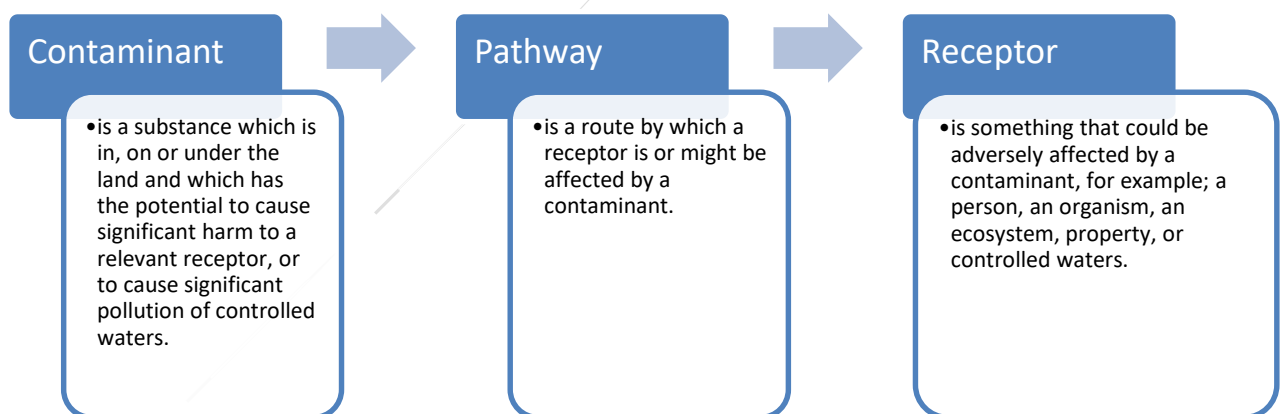 Contaminant
•is a substance which is
in, on or under the
land and which has
the potential to cause
significant harm to a
relevant receptor, or
to cause significant
pollution of controlled
waters.
Pathway
•is a route by which a
receptor is or might be
affected by a
contaminant.
Receptor
•is something that could be
adversely affected by a
contaminant, for example; a
person, an organism, an
ecosystem, property, or
controlled waters.